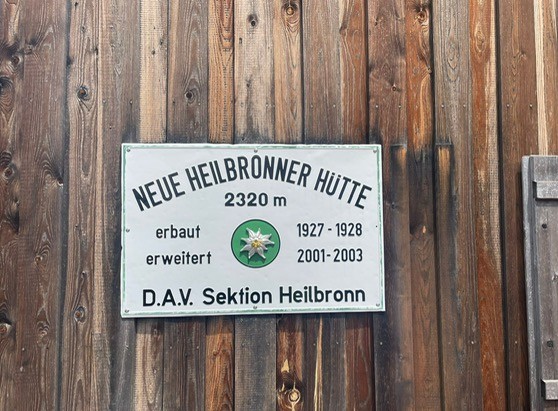 NEUE HEILBRONNER HÜTTE
2320 m
erbaut 1927-1928
erweitert 2001-2003
D.A.V. Sektion Heilbronn